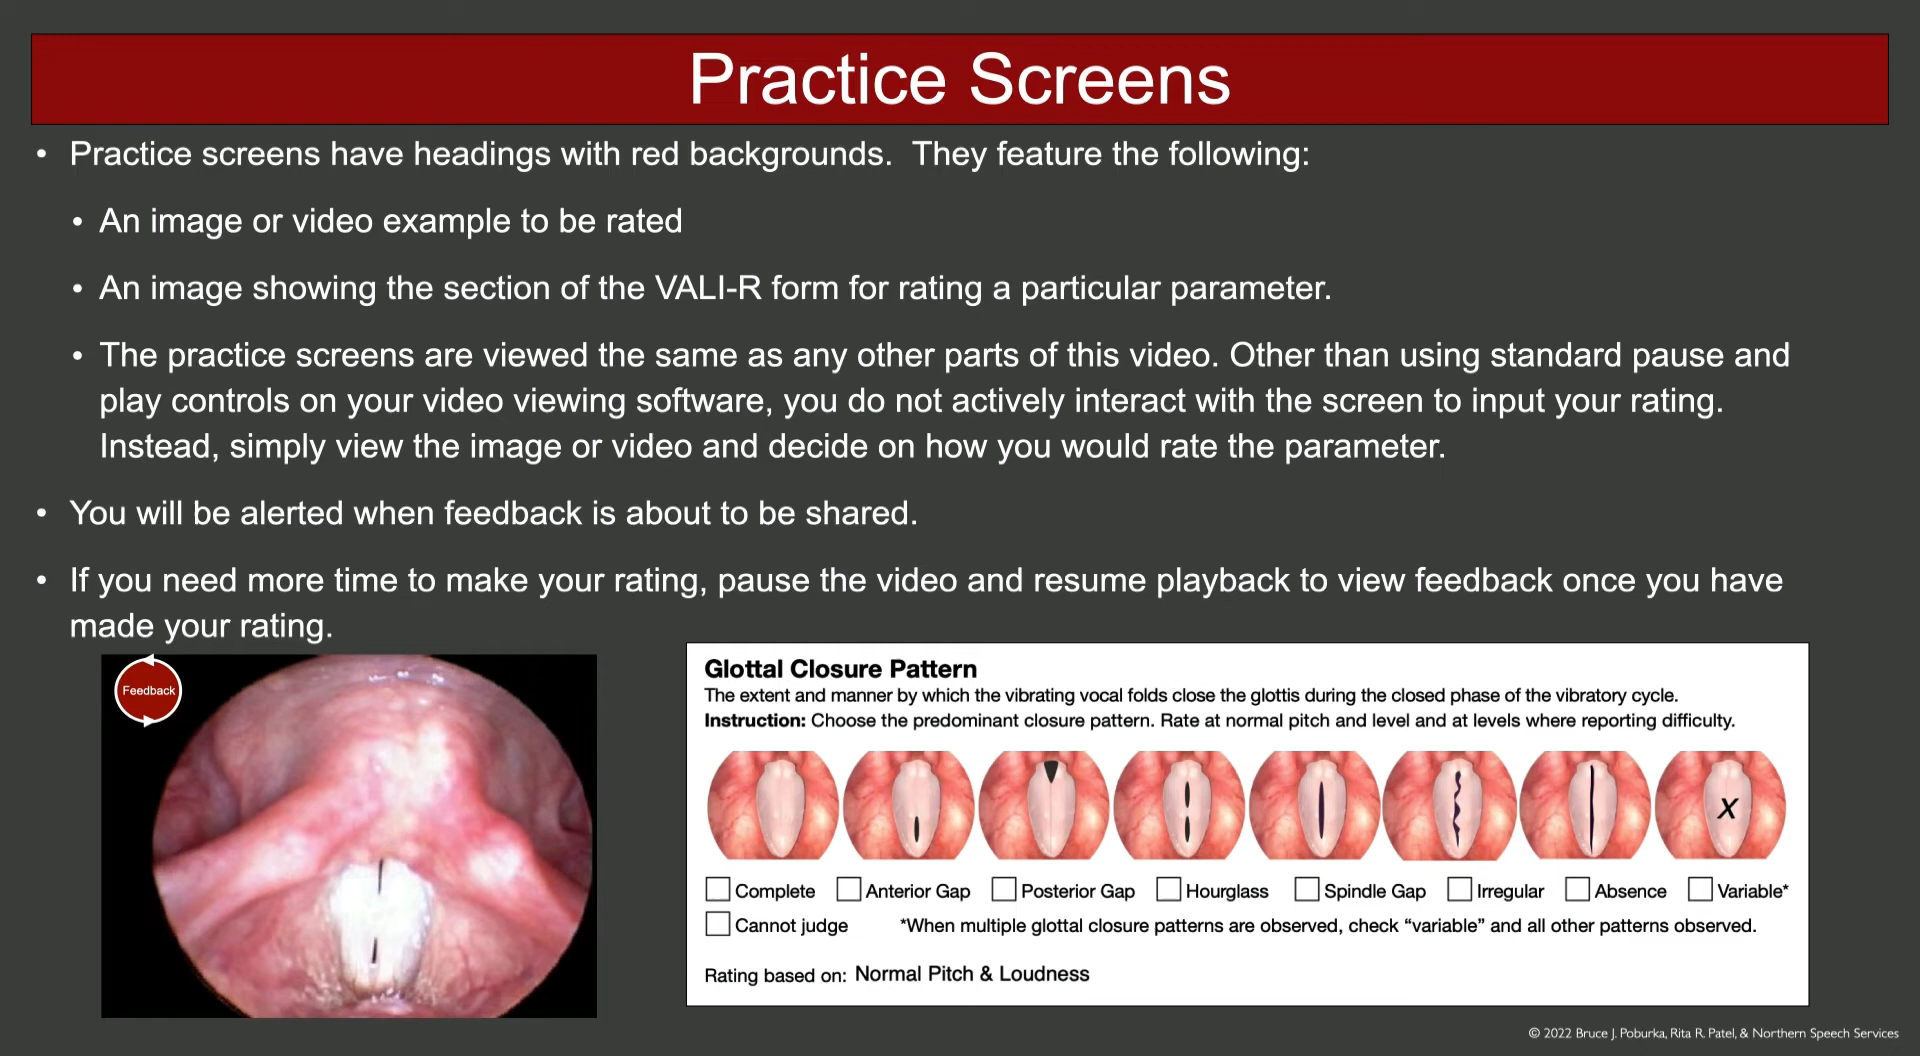 Practice Screens
• Practice screens have headings with red backgrounds.  They feature the following:
• An image or video example to be rated
• An image showing the section of the VALI-R form for rating a particular parameter.
• The practice screens are viewed the same as any other parts of this video. Other than using standard pause and
play controls on your video viewing software, you do not actively interact with the screen to input your rating.
Instead, simply view the image or video and decide on how you would rate the parameter.
• You will be alerted when feedback is about to be shared.
• If you need more time to make your rating, pause the video and resume playback to view feedback once you have
made your rating.
Feedback
Glottal Closure Pattern
The extent and manner by which the vibrating vocal folds close the glottis during the closed phase of the vibratory cycle.
Instruction: Choose the predominant closure pattern. Rate at normal pitch and level and at levels where reporting difficulty.
X
Complete Anterior Gap Posterior Gap Hourglass Spindle Gap Irregular Absence Variable*
Cannot judge *When multiple glottal closure patterns are observed, check “variable” and all other patterns observed.
Rating based on: Normal Pitch & Loudness
© 2022 Bruce J. Poburka, Rita R. Patel, & Northern Speech Services